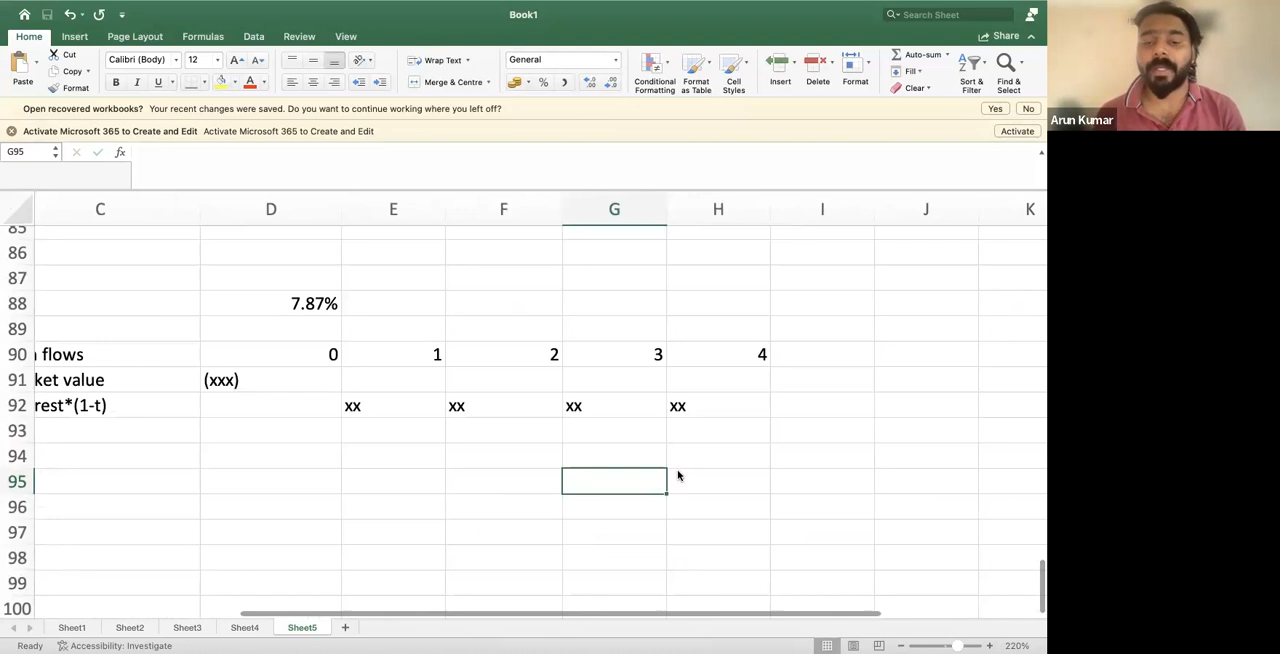 Book1
Search Sheet
Home Insert Page Layout Formulas Data Review View
Share
Paste
Cut
Copy
Format
Calibri (Body) 12
B I U
Wrap Text
Merge & Centre
General
Conditional Formatting
Format as Table
Cell Styles
Insert Delete Format
Auto-sum
Fill
Clear
Sort & Filter
Find & Select
Open recovered workbooks? Your recent changes were saved. Do you want to continue working where you left off? Yes No
Activate Microsoft 365 to Create and Edit Activate Microsoft 365 to Create and Edit Activate
G95 fx
C D E F G H I J K
85
86
87
88 7.87%
89
90 flows 0 1 2 3 4
91 ket value (xxx)
92 rest*(1-t) xx xx xx xx
93
94
95
96
97
98
99
100
Sheet1 Sheet2 Sheet3 Sheet4 Sheet5 +
Ready Accessibility: Investigate 220%
Arun Kumar